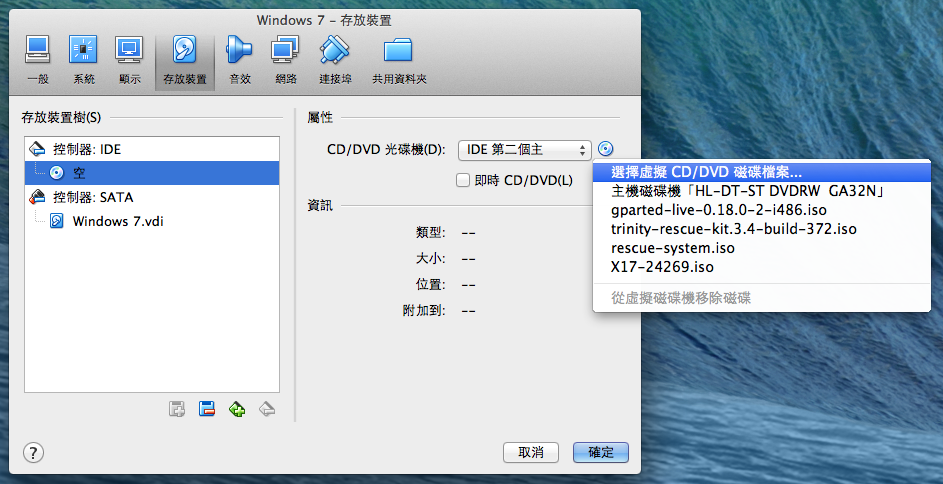 Windows 7 – 存放裝置
一般 系統 顯示 存放裝置 音效 網路 連接埠 共用資料夾
存放裝置樹(S)
控制器: IDE
空
控制器: SATA
Windows 7.vdi
屬性
CD/DVD 光碟機(D): IDE 第二個主
即時 CD/DVD(L)
資訊
類型: --
大小: --
位置: --
附加到: --
選擇虛擬 CD/DVD 磁碟檔案...
主機磁碟機「HL-DT-ST DVDRW  GA32N」
gparted-live-0.18.0-2-i486.iso
trinity-rescue-kit.3.4-build-372.iso
rescue-system.iso
X17-24269.iso
從虛擬磁碟機移除磁碟
?
取消 確定